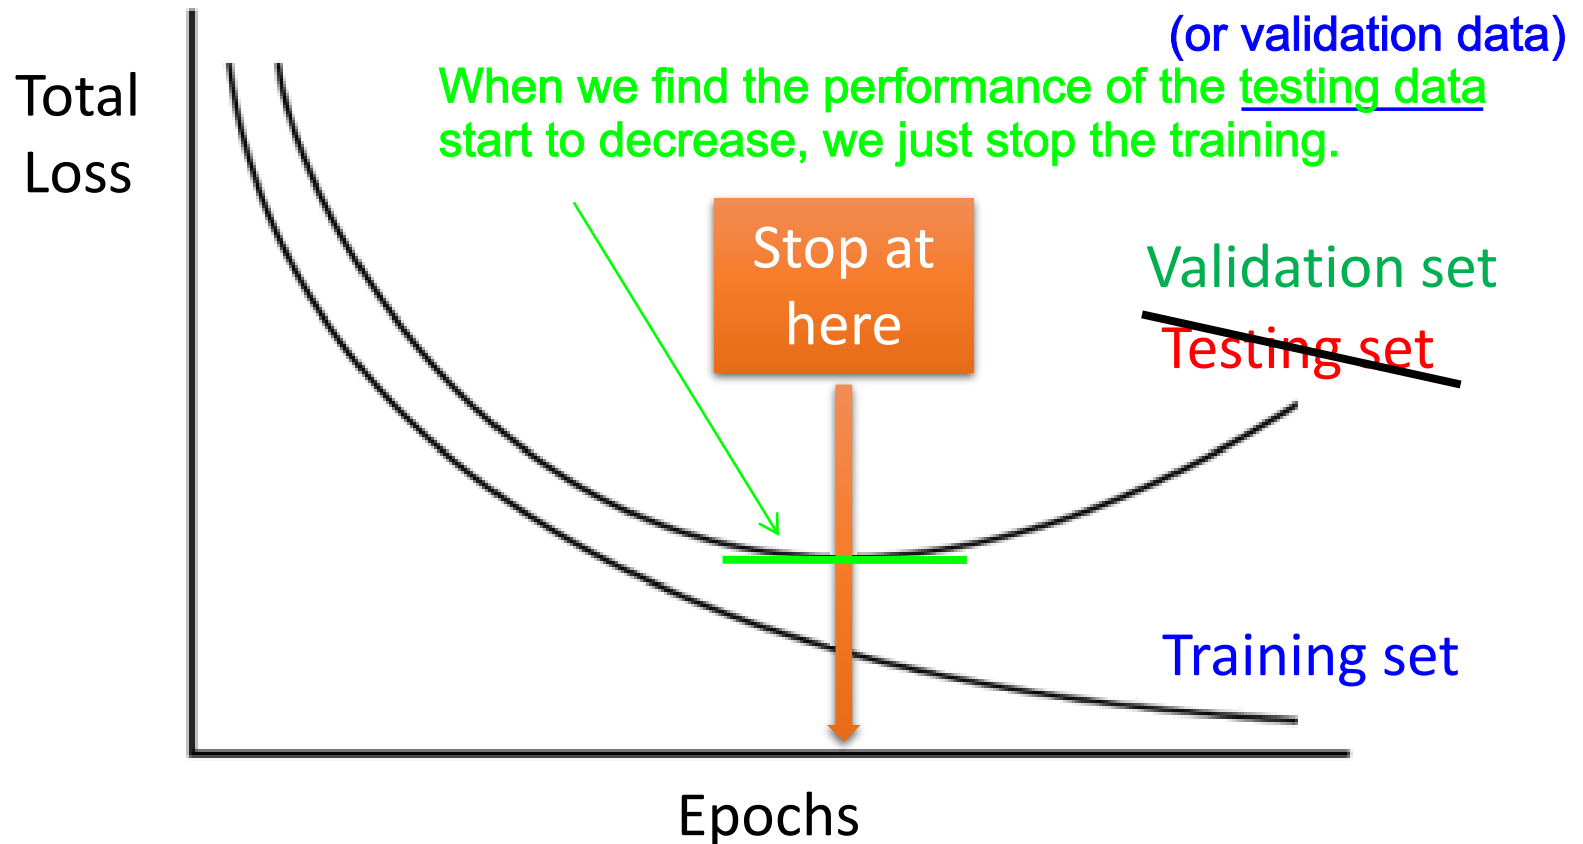 (or validation data)
Total
Loss
When we find the performance of the testing data
start to decrease, we just stop the training.
Stop at
here
Validation set
Testing set
Training set
Epochs